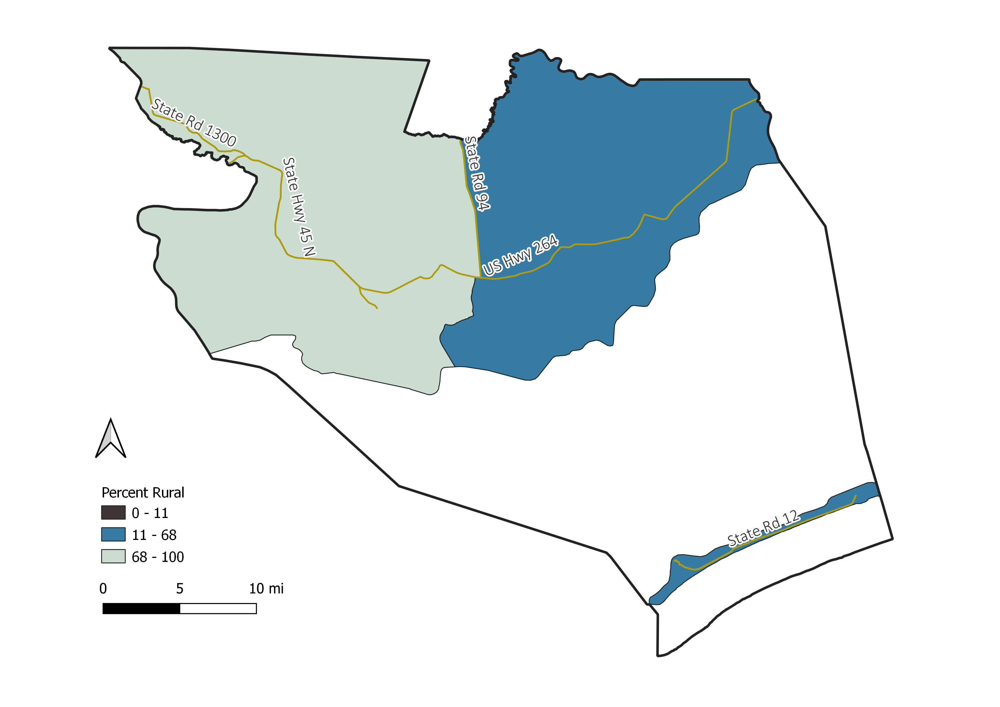 State Rd 1300
State Rd 94
State Hwy 45 N
US Hwy 264
State Rd 12
Percent Rural
0 - 11
11 - 68
68 - 100
0 5 10 mi